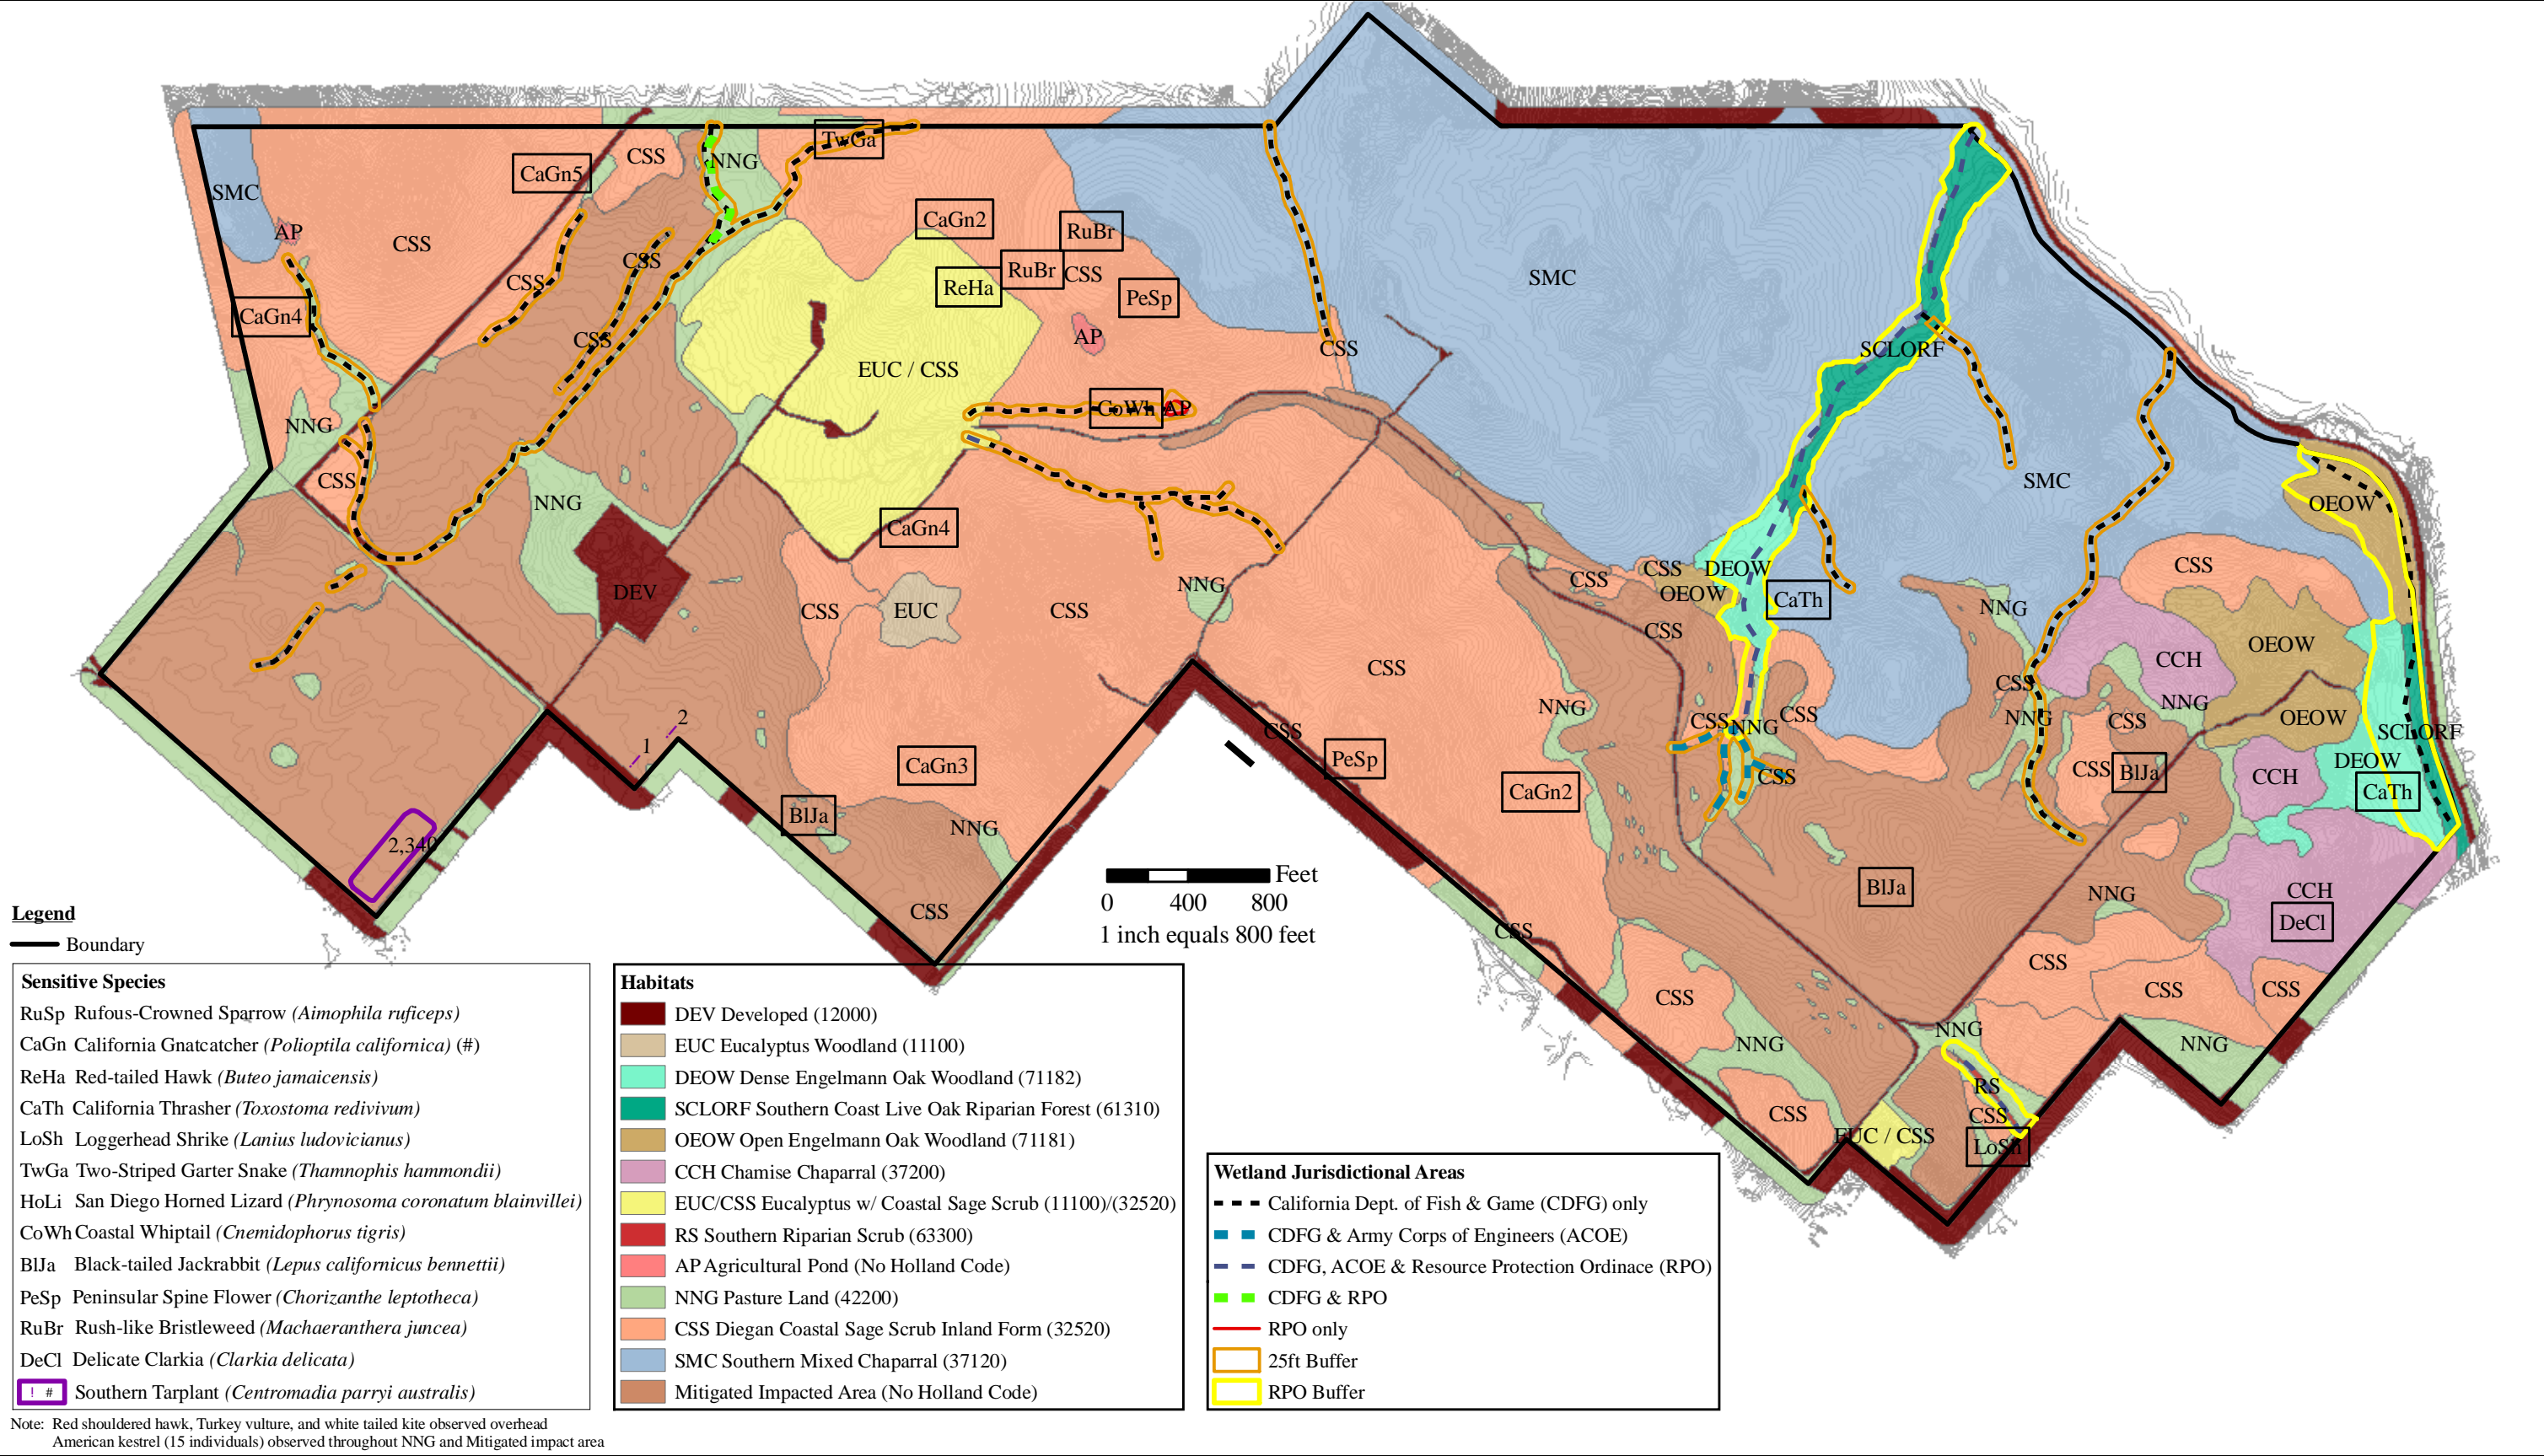 TwGa
CSS
NNG
CaGn5
SMC
CaGn2
RuBr
AP
CSS
CSS
RuBr
CSS
SMC
CSS
ReHa
PeSp
CaGn4
CSS
AP
CSS
SCLORF
EUC / CSS
CoWh
AP
NNG
CSS
SMC
NNG
OEOW
CaGn4
CSS
CSS
DEOW
CSS
NNG
DEV
OEOW
CaTh
CSS
EUC
CSS
NNG
CSS
OEOW
CSS
CCH
CSS
NNG
NNG
CSS
NNG
OEOW
2
CSS
CSS
NNG
CSS
SCLORF
1
CaGn3
PeSp
DEOW
CSS
CSS
BlJa
CCH
CaGn2
CaTh
BlJa
NNG
2,340
BlJa
CCH
NNG
CSS
DeCl
CSS
CSS
CSS
CSS
CSS
NNG
NNG
NNG
RS
CSS
CSS
EUC / CSS
LoSh
Feet
0 400 800
1 inch equals 800 feet
Legend
Boundary
Sensitive Species
RuSp Rufous-Crowned Sparrow (Aimophila ruficeps)
CaGn California Gnatcatcher (Polioptila californica) (#)
ReHa Red-tailed Hawk (Buteo jamaicensis)
CaTh California Thrasher (Toxostoma redivivum)
LoSh Loggerhead Shrike (Lanius ludovicianus)
TwGa Two-Striped Garter Snake (Thamnophis hammondii)
HoLi San Diego Horned Lizard (Phrynosoma coronatum blainvillei)
CoWh Coastal Whiptail (Cnemidophorus tigris)
BlJa Black-tailed Jackrabbit (Lepus californicus bennettii)
PeSp Peninsular Spine Flower (Chorizanthe leptotheca)
RuBr Rush-like Bristleweed (Machaeranthera juncea)
DeCl Delicate Clarkia (Clarkia delicata)
! # Southern Tarplant (Centromadia parryi australis)
Note: Red shouldered hawk, Turkey vulture, and white tailed kite observed overhead
American kestrel (15 individuals) observed throughout NNG and Mitigated impact area
Habitats
DEV Developed (12000)
EUC Eucalyptus Woodland (11100)
DEOW Dense Engelmann Oak Woodland (71182)
SCLORF Southern Coast Live Oak Riparian Forest (61310)
OEOW Open Engelmann Oak Woodland (71181)
CCH Chamise Chaparral (37200)
EUC/CSS Eucalyptus w/ Coastal Sage Scrub (11100)/(32520)
RS Southern Riparian Scrub (63300)
AP Agricultural Pond (No Holland Code)
NNG Pasture Land (42200)
CSS Diegan Coastal Sage Scrub Inland Form (32520)
SMC Southern Mixed Chaparral (37120)
Mitigated Impacted Area (No Holland Code)
Wetland Jurisdictional Areas
California Dept. of Fish & Game (CDFG) only
CDFG & Army Corps of Engineers (ACOE)
CDFG, ACOE & Resource Protection Ordinace (RPO)
CDFG & RPO
RPO only
25ft Buffer
RPO Buffer